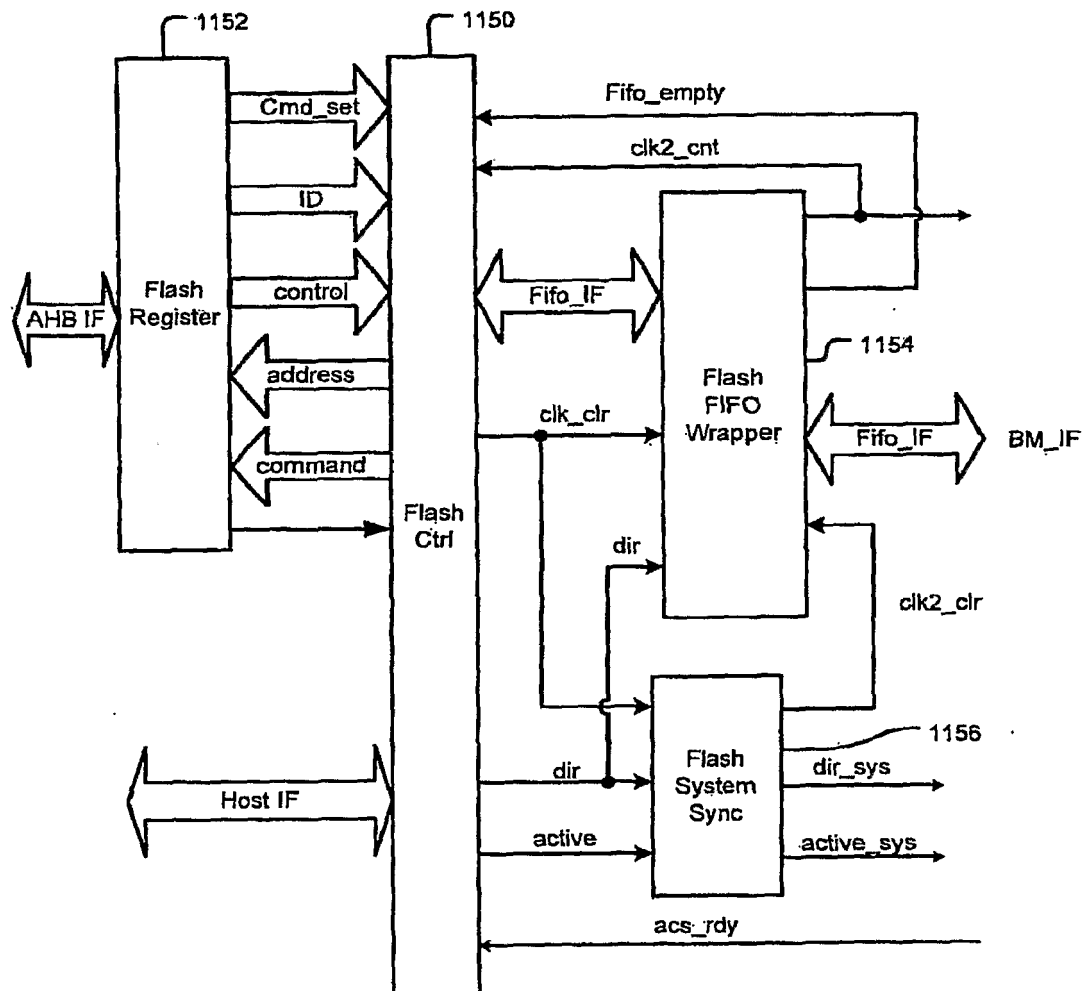 1152
1150
Cmd_set
Fifo_empty
clk2_cnt
ID
AHB IF
Flash
Register
control
Fifo_IF
1154
address
Flash
FIFO
Wrapper
clk_clr
Fifo_IF
BM_IF
command
Flash
Ctrl
dir
clk2_clr
1156
Host IF
dir
Flash
System
Sync
dir_sys
active
active_sys
acs_rdy